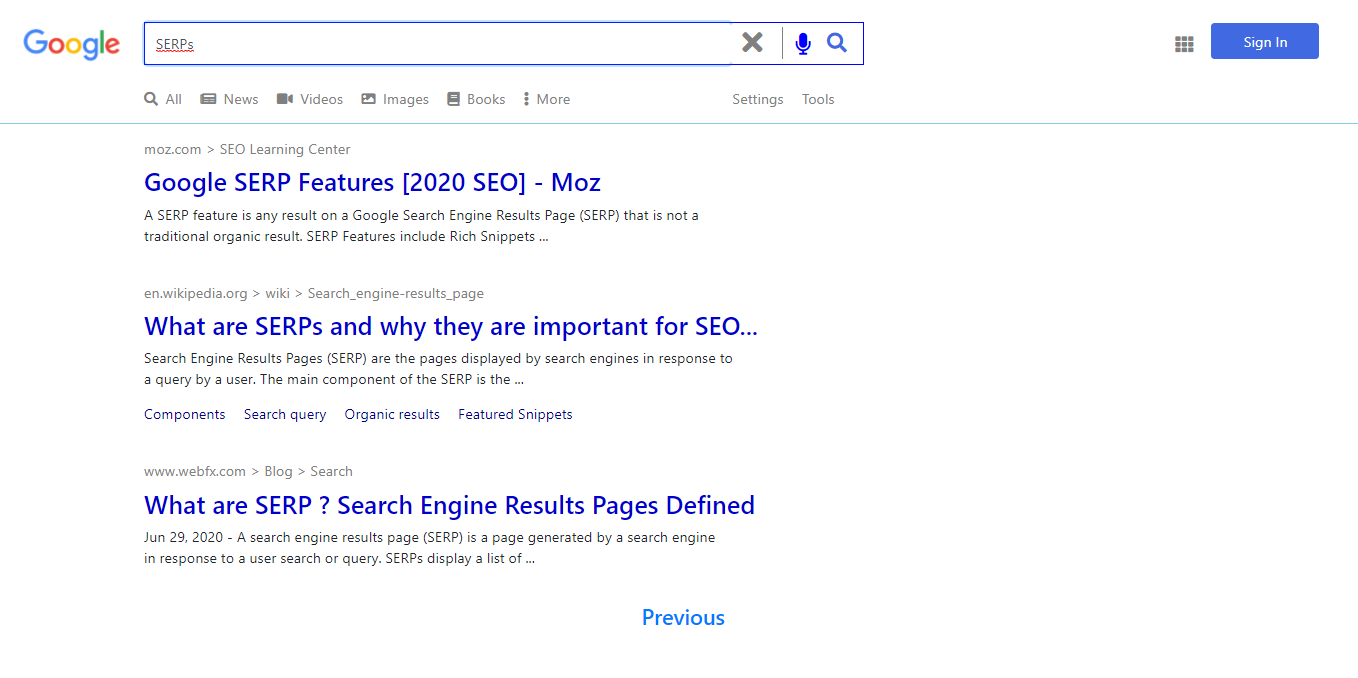 Google
SERPs
Sign In
All News Videos Images Books More Settings Tools
moz.com > SEO Learning Center
Google SERP Features [2020 SEO] - Moz
A SERP feature is any result on a Google Search Engine Results Page (SERP) that is not a
traditional organic result. SERP Features include Rich Snippets ...
en.wikipedia.org > wiki > Search_engine-results_page
What are SERPs and why they are important for SEO...
Search Engine Results Pages (SERP) are the pages displayed by search engines in response to
a query by a user. The main component of the SERP is the ...
Components Search query Organic results Featured Snippets
www.webfx.com > Blog > Search
What are SERP ? Search Engine Results Pages Defined
Jun 29, 2020 - A search engine results page (SERP) is a page generated by a search engine
in response to a user search or query. SERPs display a list of ...
Previous